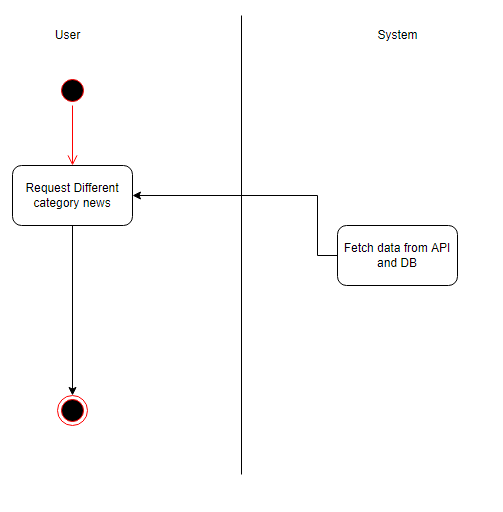 User
System
Request Different
category news
Fetch data from API
and DB